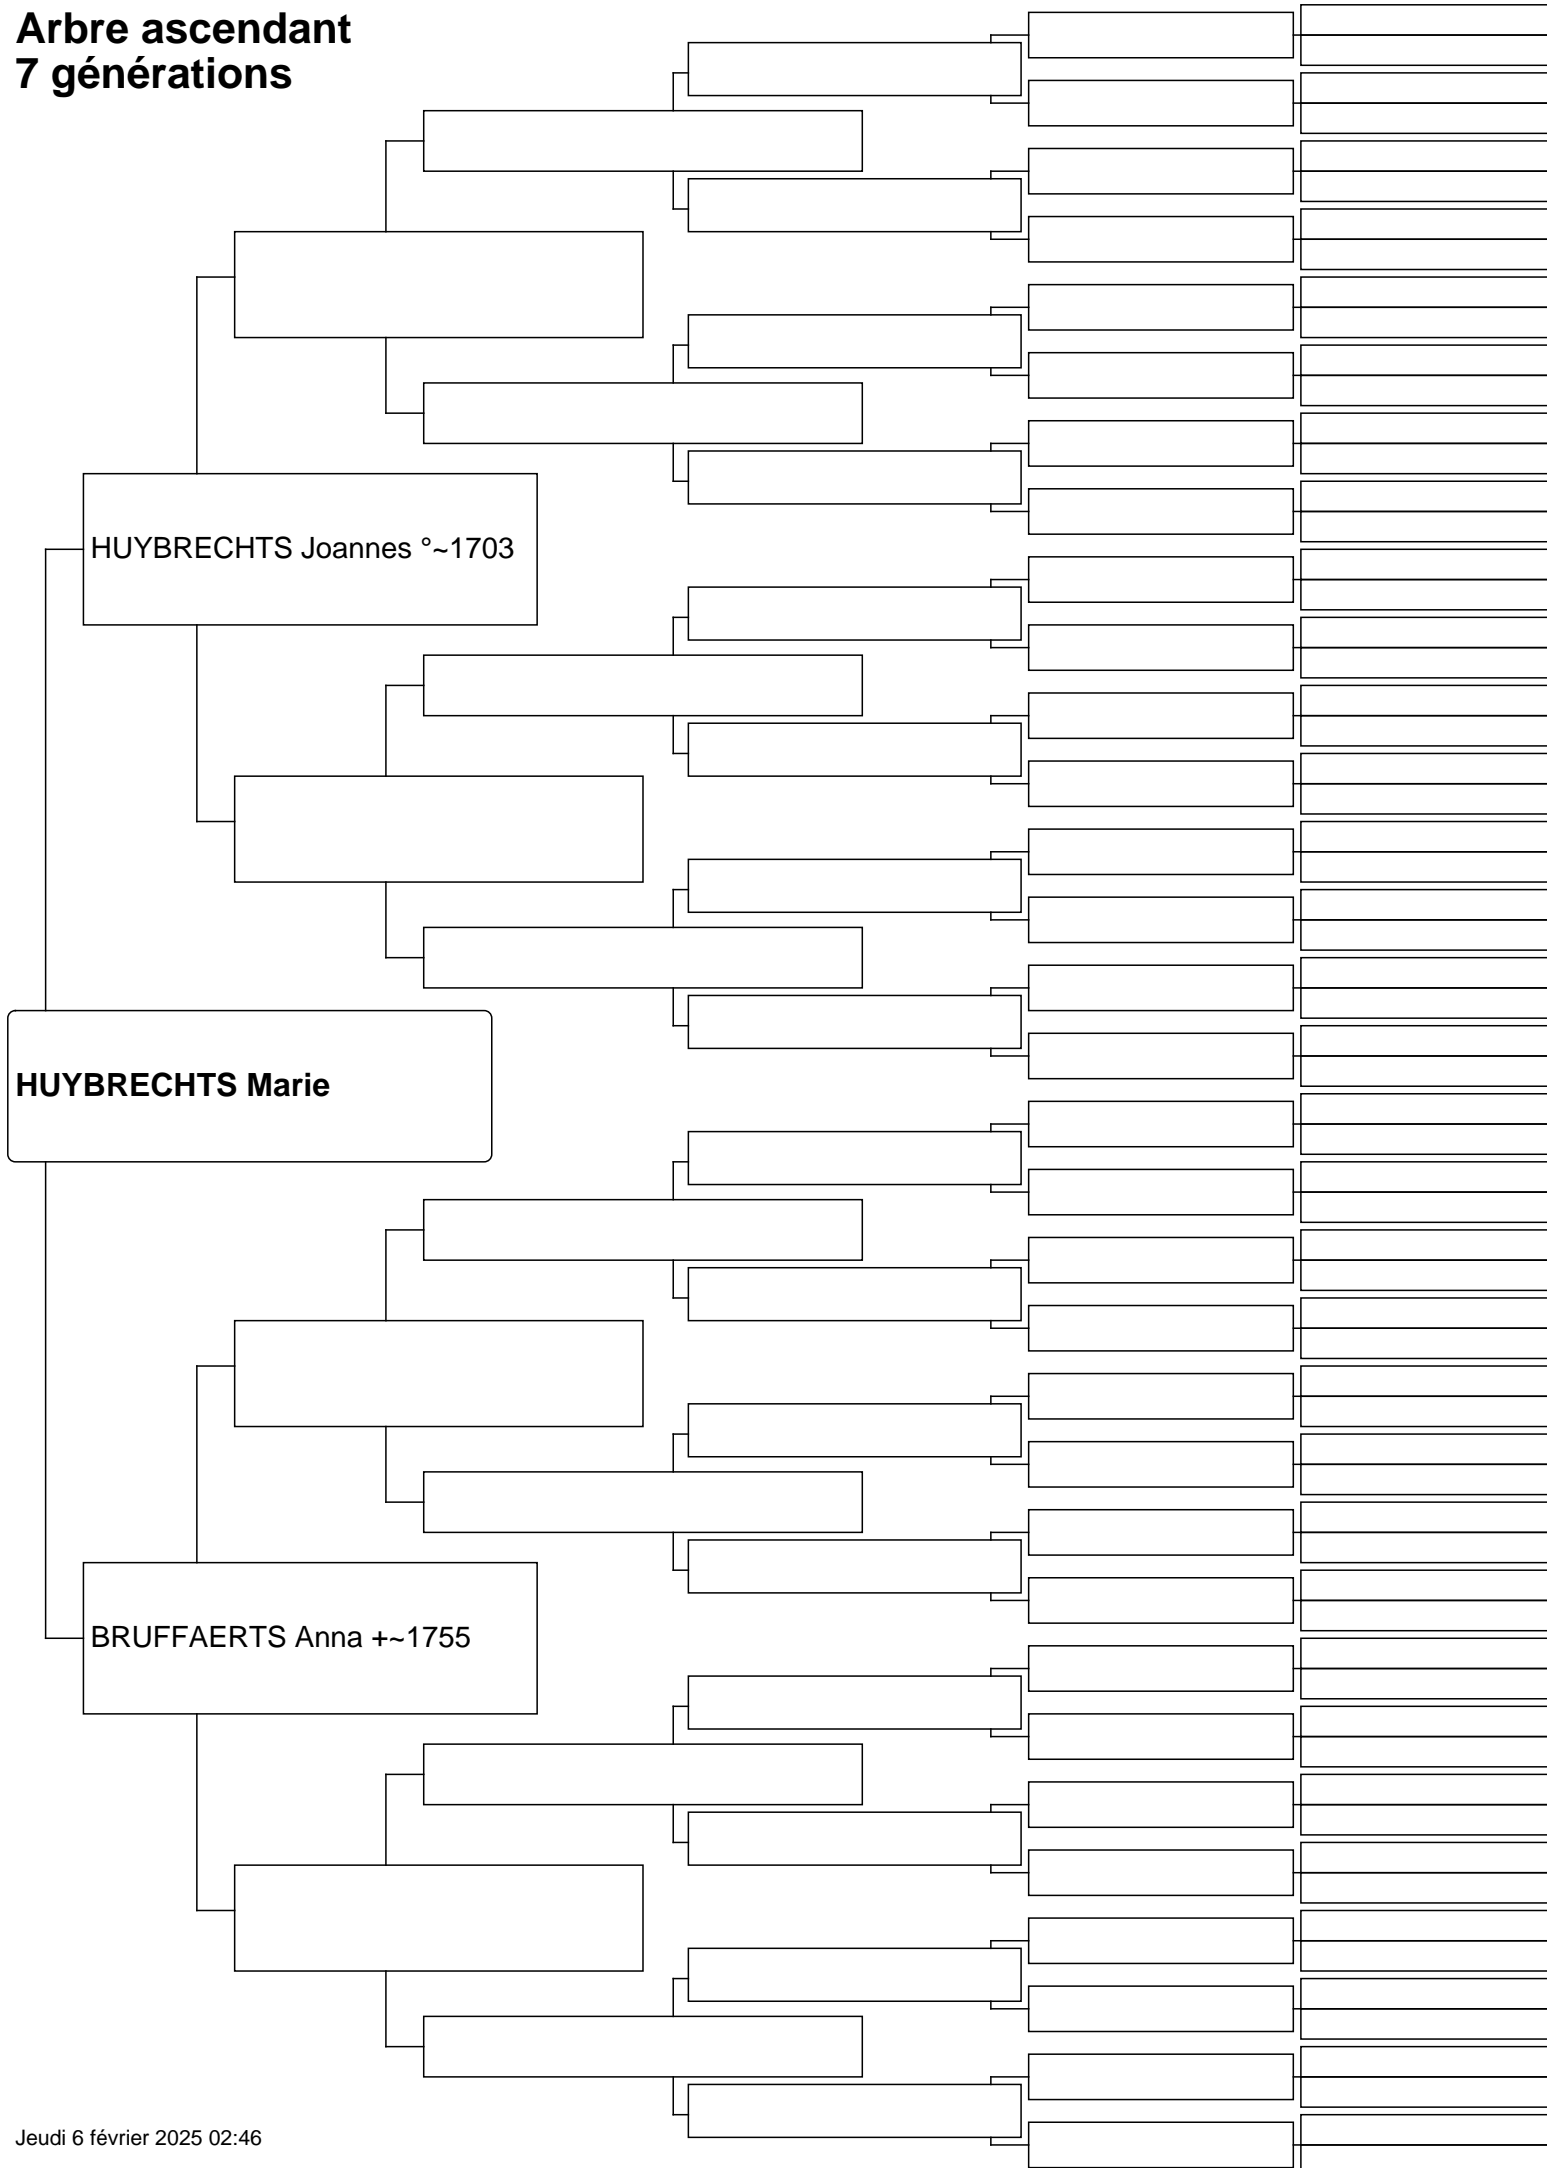 Arbre ascendant
7 générations
HUYBRECHTS Joannes °~1703
HUYBRECHTS Marie
BRUFFAERTS Anna +~1755
Jeudi 6 février 2025 02:46